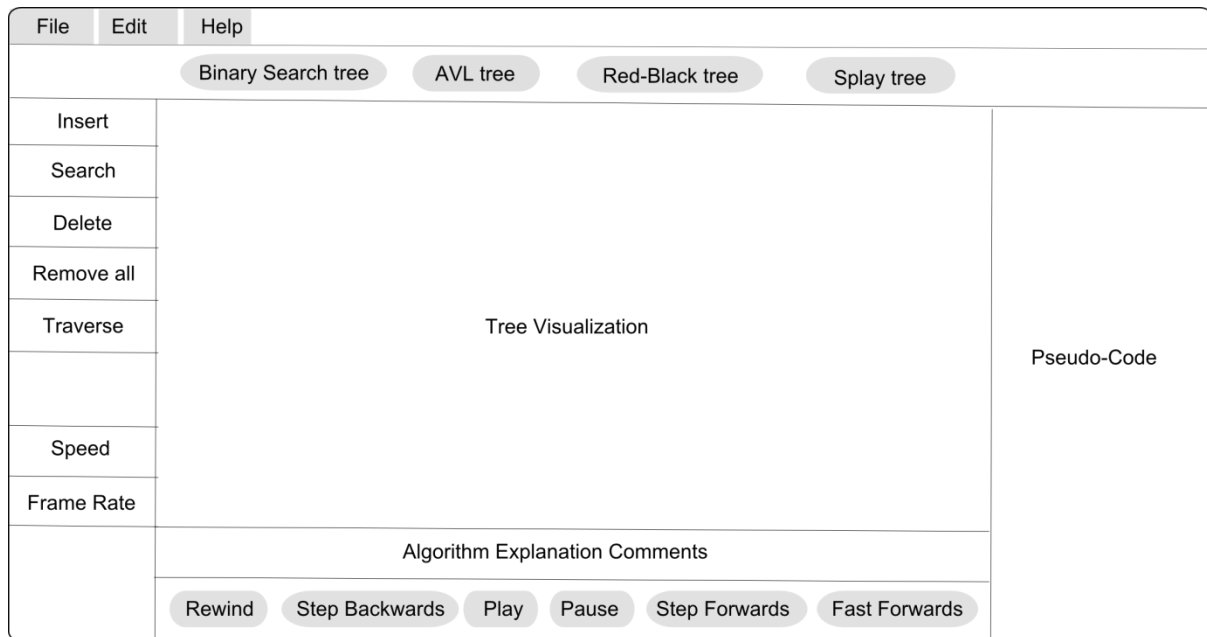 File Edit Help
Binary Search tree AVL tree Red-Black tree Splay tree
Insert
Search
Delete
Remove all
Traverse
Speed
Frame Rate
Tree Visualization
Pseudo-Code
Algorithm Explanation Comments
Rewind Step Backwards Play Pause Step Forwards Fast Forwards